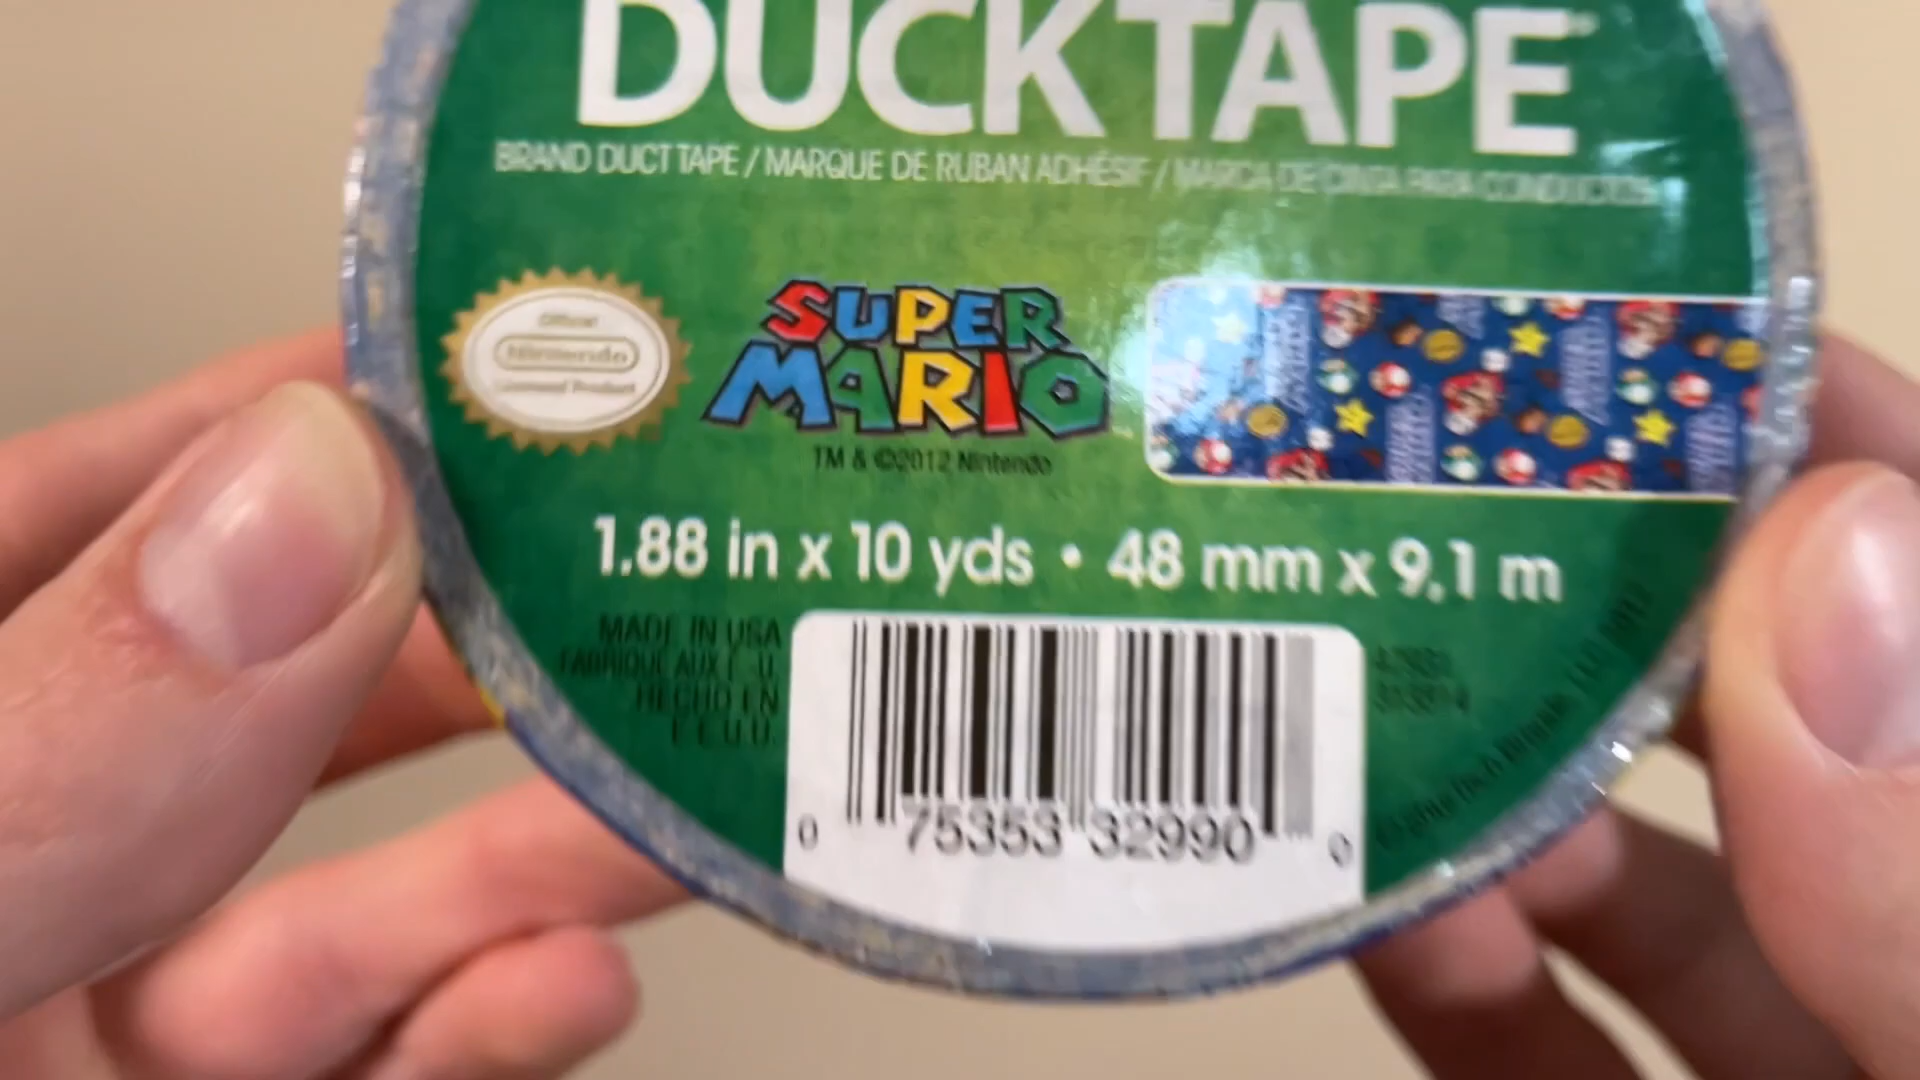 DUCKTAPE
BRAND DUCT TAPE / MARQUE DE RUBAN ADHÉSIF / MARCA DE CINTA PARA CONDUCTOS
Official
Nintendo
Licensed Product
SUPER
MARIO
TM & ©2012 Nintendo
1.88 in x 10 yds • 48 mm x 9.1 m
MADE IN USA
FABRIQUÉ AUX É.-U.
HECHO EN
E.E.U.U.
0 75353 32990 0